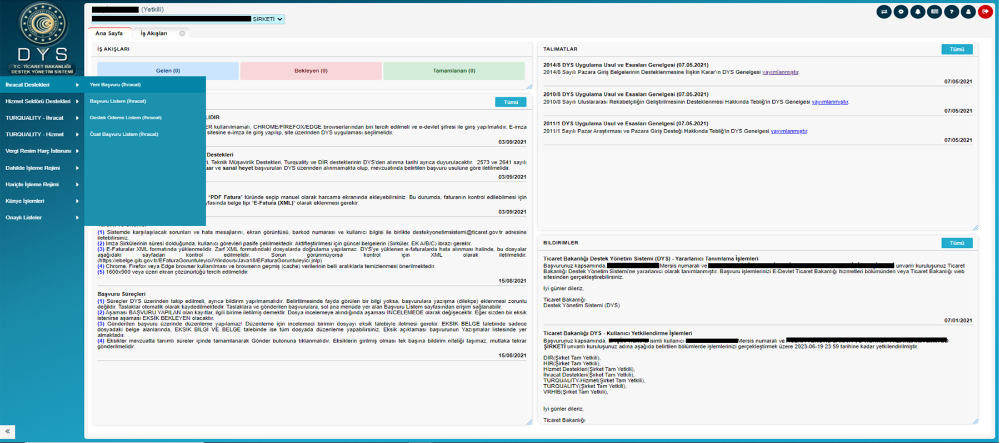 (Yetkili)
ŞİRKETİ
Ana Sayfa
İş Akışları
DYS
T.C. TİCARET BAKANLIĞI
DESTEK YÖNETİM SİSTEMİ
İhracat Destekleri
Hizmet Sektörü Destekleri
TURQUALITY - İhracat
TURQUALITY - Hizmet
Vergi Resim Harç İstisnası
Dahilde İşleme Rejimi
Hariçte İşleme Rejimi
Künye İşlemleri
Onaylı Listeler
Yeni Başvuru (İhracat)
Başvuru Listem (İhracat)
Destek Ödeme Listem (İhracat)
Özet Başvuru Listem (İhracat)
İŞ AKIŞLARI
Gelen (0)
Bekleyen (0)
Tamamlanan (0)
Tümü
LIDIR
ER kullanılmamalı, CHROME/FİREFOX/EDGE browserlarından biri tercih edilmeli ve e-devlet şifresi ile giriş yapılmalıdır. E-imza
sitesine e-imza ile giriş yapılıp, site üzerinden DYS uygulaması seçilmelidir.
03/09/2021
Destekleri
i, Teknik Müşavirlik Destekleri, Turquality ve DİR desteklerinin DYS'den alınma tarihi ayrıca duyurulacaktır. 2573 ve 2641 sayılı
uar ve sanal heyet başvuruları DYS üzerinden alınmamakta olup, mevzuatında belirtilen başvuru usulüne göre iletilmelidir.
03/09/2021
"PDF Fatura" türünde seçip manuel olarak harcama ekranında ekleyebilirsiniz. Bu durumda, faturanın kontrol edilebilmesi için
yfasında belge tipi "E-Fatura (XML)" olarak eklenmesi gerekir.
03/09/2021
(1) Sistemde karşılaşılacak sorunları ve hata mesajlarını, ekran görüntüsü, barkod numarası ve kullanıcı bilgisi ile birlikte destekyonetimsistemi@ticaret.gov.tr adresine
iletebilirsiniz.
(2) İmza Sirkülerinin süresi dolduğunda, kullanıcı görevleri pasife çekilmektedir. Aktifleştirilmesi için güncel belgelerin (Sirküler, EK A/B/C) ibrazı gerekir.
(3) E-Faturalar XML formatında yüklenmelidir. Zarf XML formatındaki dosyalarda doğrulama yapılamaz. DYS'ye yüklenen e-faturalarda hata alınması halinde, bu dosyalar
aşağıdaki sayfadan kontrol edilmelidir. Sorun görünmüyorsa kontrol için XML olarak iletilmelidir.
(https://ebelge.gib.gov.tr/EFaturaGoruntuleyici/Windows/Java18/EFaturaGoruntuleyici.jnlp)
(4) Chrome, Firefox veya Edge browser kullanılması ve browserın geçmiş (cache) verilerinin belli aralıklarla temizlenmesi önerilmektedir.
(5) 1600x900 veya üzeri ekran çözünürlüğü tercih edilmelidir.
15/08/2021
Başvuru Süreçleri
(1) Süreçler DYS üzerinden takip edilmeli, ayrıca bildirim yapılmamalıdır. Belirtilmesinde fayda görülen bir bilgi yoksa, başvurulara yazışma (dilekçe) eklenmesi zorunlu
değildir. Taslaklar otomatik olarak kaydedilmektedir. Taslaklara ve gönderilen başvurulara, sol ana menüde yer alan Başvuru Listem sayfasından erişim sağlanabilir.
(2) Aşaması BAŞVURU YAPILAN olan kayıtlar, ilgili birime iletilmiş demektir. Dosya incelemeye alındığında aşaması İNCELEMEDE olarak değişecektir. Eğer sizden bir eksik
istenirse aşaması EKSİK BEKLEYEN olacaktır.
(3) Gönderilen başvuru üzerinde düzenleme yapılamaz! Düzenleme için incelemeci birimin dosyayı eksik talebiyle iletmesi gerekir. EKSİK BELGE talebinde sadece
dosyadaki belge alanlarında, EKSİK BİLGİ VE BELGE talebinde ise tüm dosyada düzenleme yapabilirsiniz. Eksik açıklaması başvurunun Yazışmalar listesinde yer
almaktadır.
(4) Eksikler mevzuatta tanımlı süreler içinde tamamlanarak Gönder butonuna tıklanmalıdır. Eksiklerin girilmiş olması tek başına bildirim niteliği taşımaz, mutlaka tekrar
gönderilmelidir.
15/08/2021
TALİMATLAR
Tümü
2014/8 DYS Uygulama Usul ve Esasları Genelgesi (07.05.2021)
2014/8 Sayılı Pazara Giriş Belgelerinin Desteklenmesine İlişkin Karar'ın DYS Genelgesi yayımlanmıştır.
07/05/2021
2010/8 DYS Uygulama Usul ve Esasları Genelgesi (07.05.2021)
2010/8 Sayılı Uluslararası Rekabetçiliğin Geliştirilmesinin Desteklenmesi Hakkında Tebliğ'in DYS Genelgesi yayımlanmıştır.
07/05/2021
2011/1 DYS Uygulama Usul ve Esasları Genelgesi (07.05.2021)
2011/1 Sayılı Pazar Araştırması ve Pazara Giriş Desteği Hakkında Tebliğ'in DYS Genelgesi yayımlanmıştır.
07/05/2021
BİLDİRİMLER
Tümü
Ticaret Bakanlığı Destek Yönetim Sistemi (DYS) - Yararlanıcı Tanımlama İşlemleri
Başvurunuz kapsamında, Mersis numaralı ve unvanlı kuruluşunuz Ticaret
Bakanlığı Destek Yönetim Sistemi'ne yararlanıcı olarak tanımlanmıştır. Başvuru işlemlerinizi E-Devlet Ticaret Bakanlığı hizmetleri bölümünden veya Ticaret Bakanlığı web
sitesinden gerçekleştirebilirsiniz.
İyi günler dileriz,
Ticaret Bakanlığı
Destek Yönetim Sistemi (DYS)
07/01/2021
Ticaret Bakanlığı DYS - Kullanıcı Yetkilendirme İşlemleri
Başvurunuz kapsamında, isimli kullanıcı Mersis numaralı ve
ŞİRKETİ unvanlı kuruluşunuz adına aşağıda belirtilen bölümlerde işlemlerinizi gerçekleştirmek üzere 2023-06-19 23:59 tarihine kadar yetkilendirilmiştir.
DİR(Şirket Tam Yetkili),
HİR(Şirket Tam Yetkili),
Hizmet Destekleri(Şirket Tam Yetkili),
İhracat Destekleri(Şirket Tam Yetkili),
TURQUALITY-Hizmet(Şirket Tam Yetkili),
TURQUALITY(Şirket Tam Yetkili),
VRHİB(Şirket Tam Yetkili),
İyi günler dileriz,
Ticaret Bakanlığı